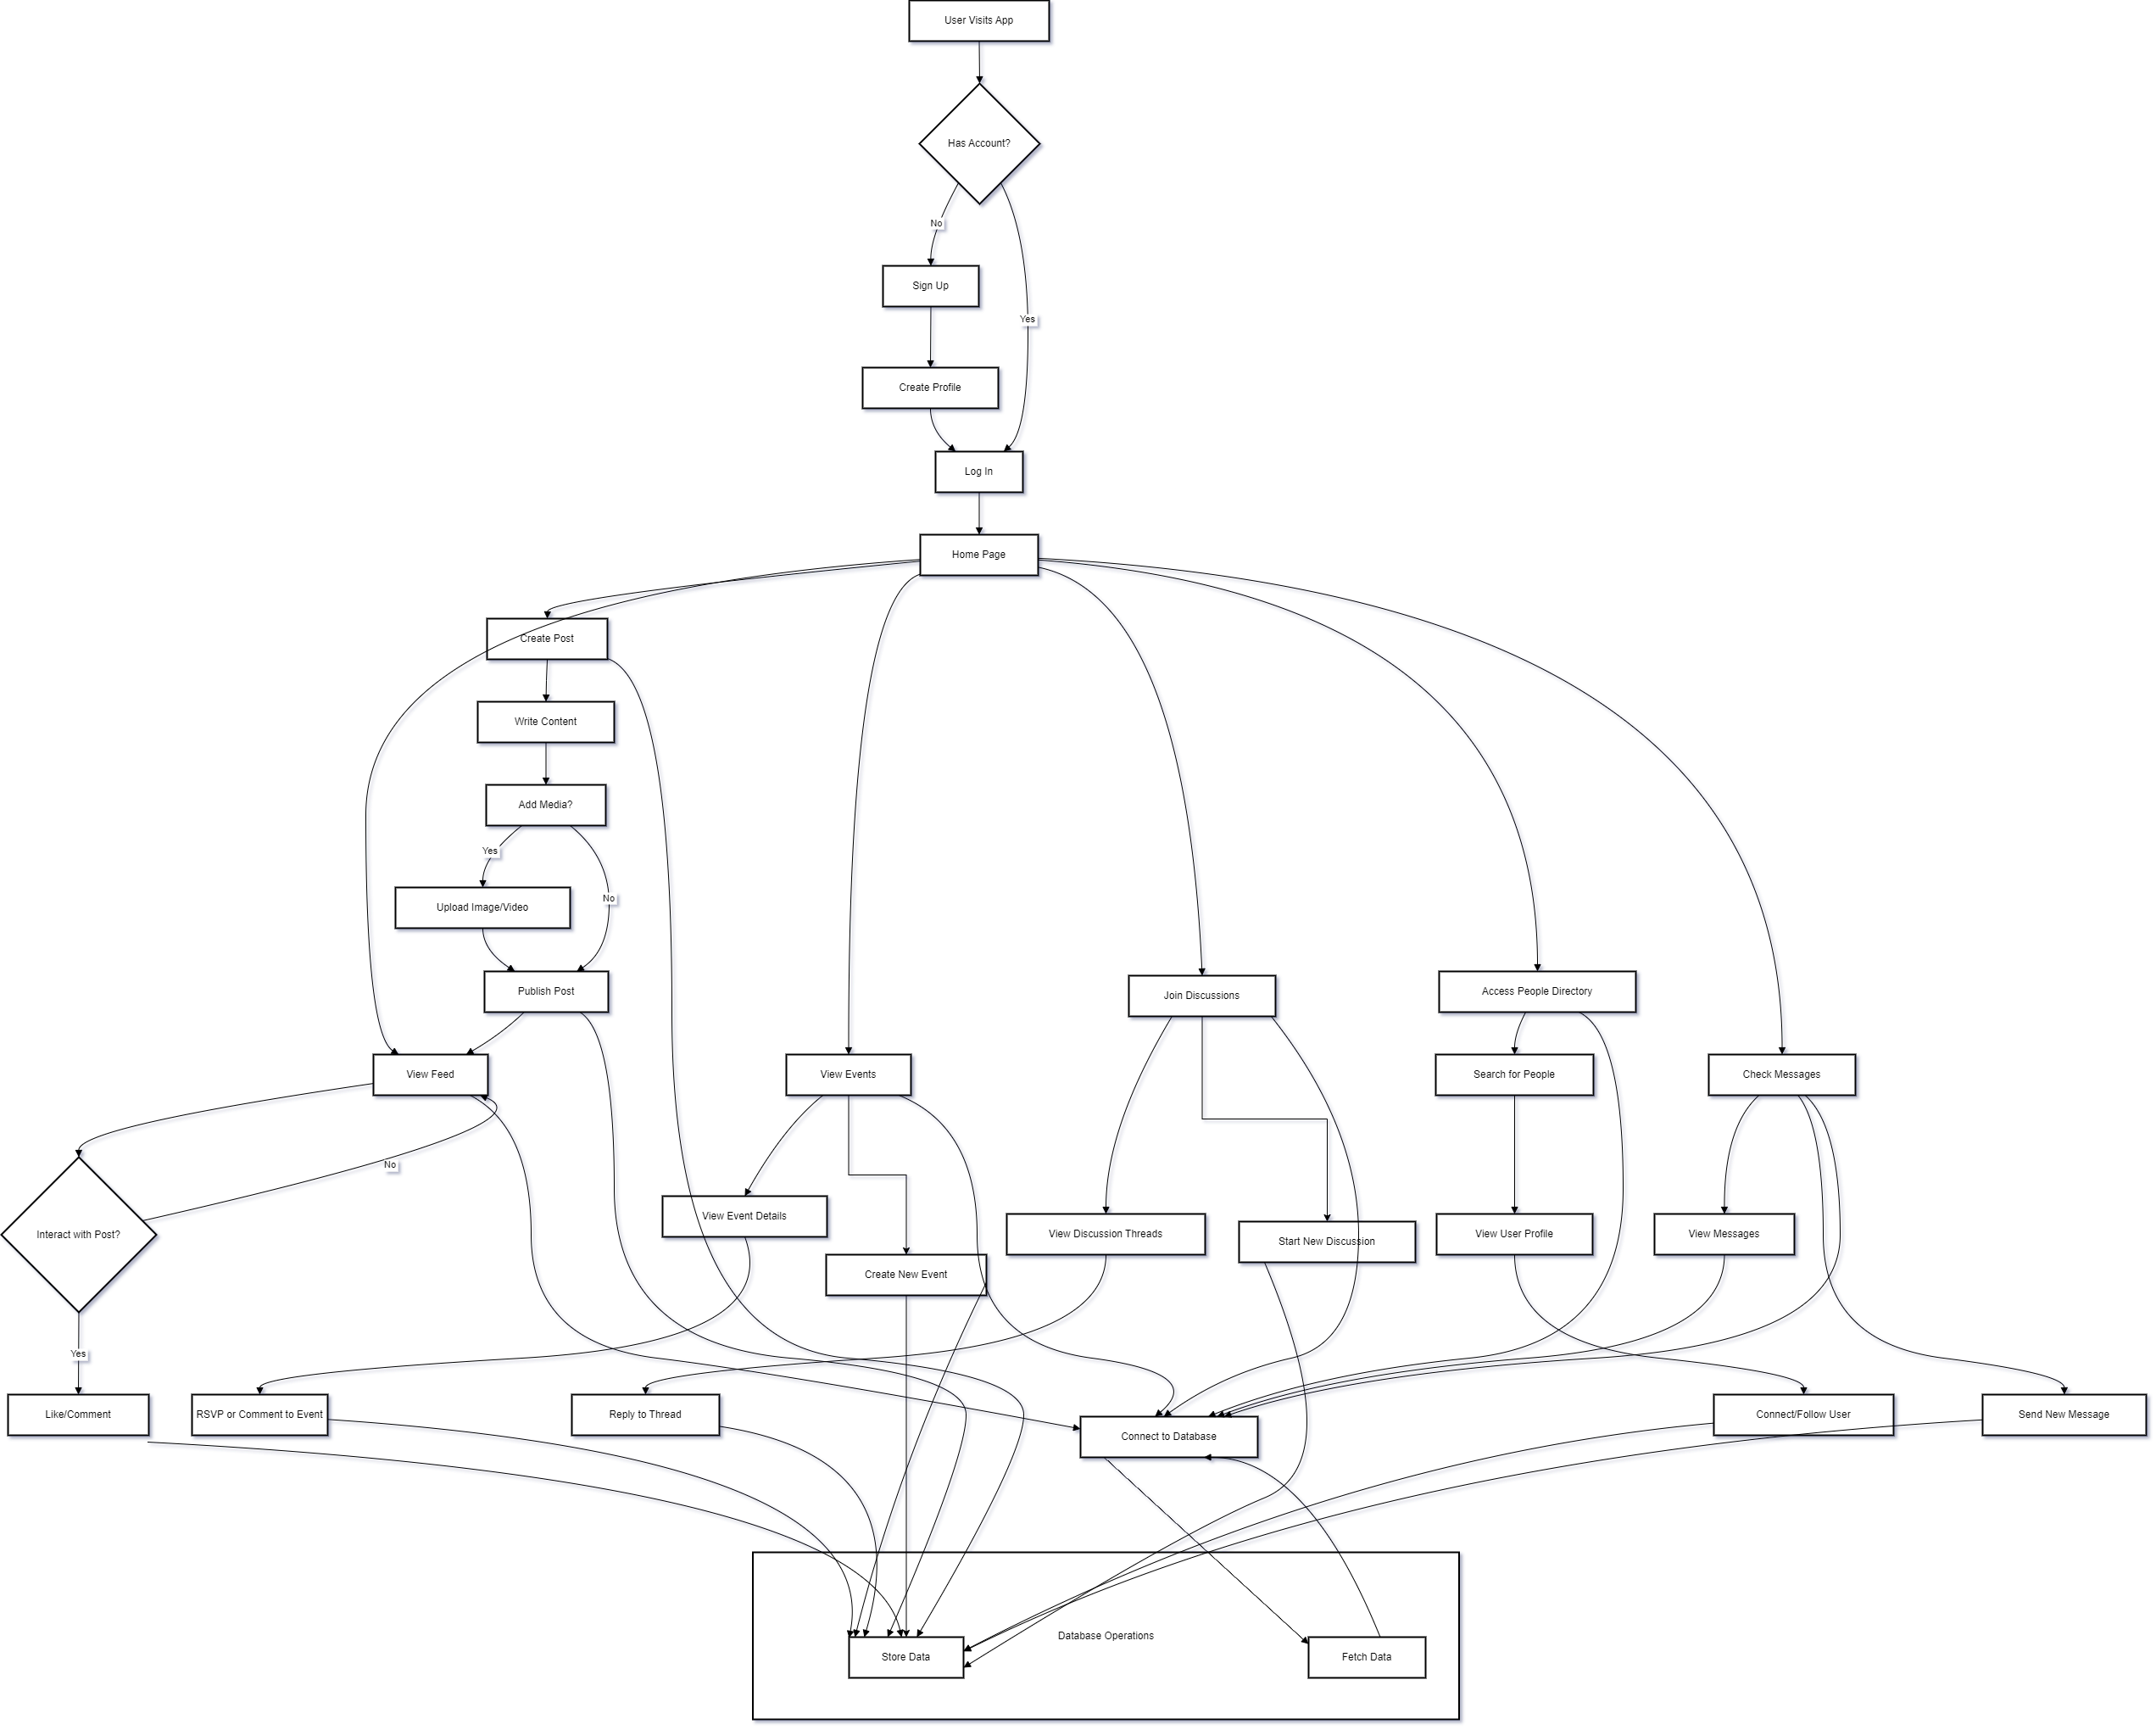 User Visits App
Has Account?
No
Sign Up
Yes
Create Profile
Log In
Home Page
Create Post
Write Content
Add Media?
Yes
Upload Image/Video
No
Publish Post
Join Discussions
Access People Directory
View Feed
View Events
Search for People
Check Messages
No
View Event Details
Interact with Post?
View Discussion Threads
Start New Discussion
View User Profile
View Messages
Create New Event
Yes
Like/Comment
RSVP or Comment to Event
Reply to Thread
Connect to Database
Connect/Follow User
Send New Message
Database Operations
Store Data
Fetch Data